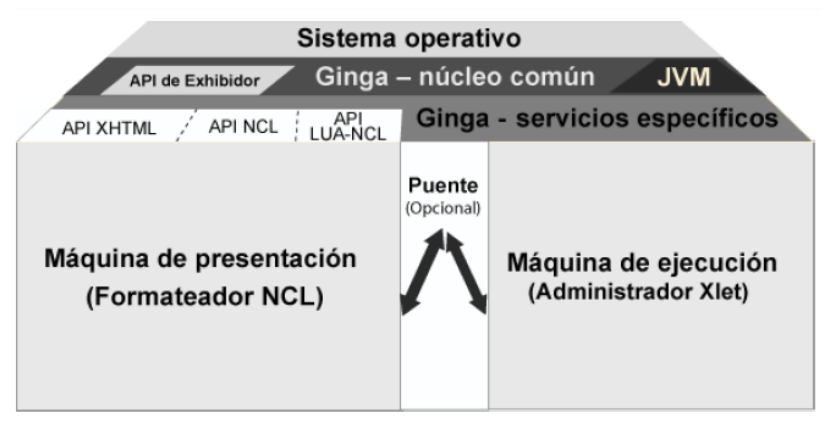 Sistema operativo
API de Exhibidor
Ginga – núcleo común
JVM
API XHTML
API NCL
API
LUA-NCL
Ginga - servicios específicos
Máquina de presentación
(Formateador NCL)
Puente
(Opcional)
Máquina de ejecución
(Administrador Xlet)